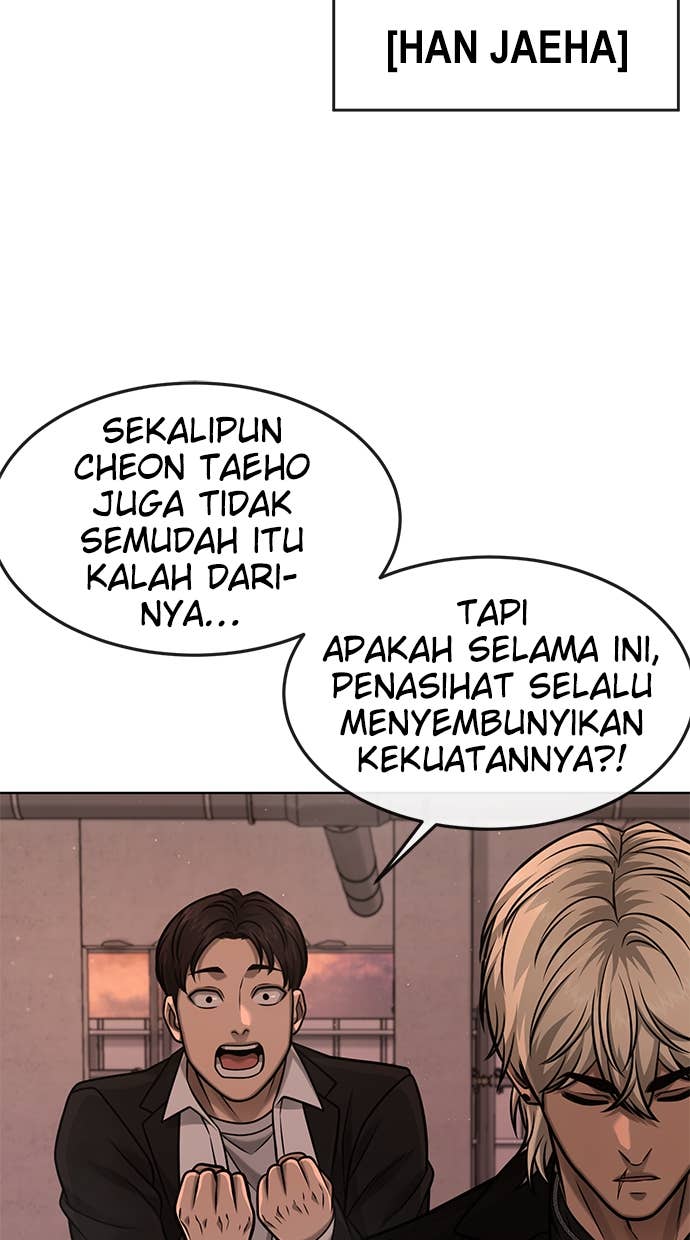 [HAN JAEHA]
SEKALIPUN
CHEON TAEHO
JUGA TIDAK
SEMUDAH ITU
KALAH DARI-
NYA...
TAPI
APAKAH SELAMA INI,
PENASIHAT SELALU
MENYEMBUNYIKAN
KEKUATANNYA?!